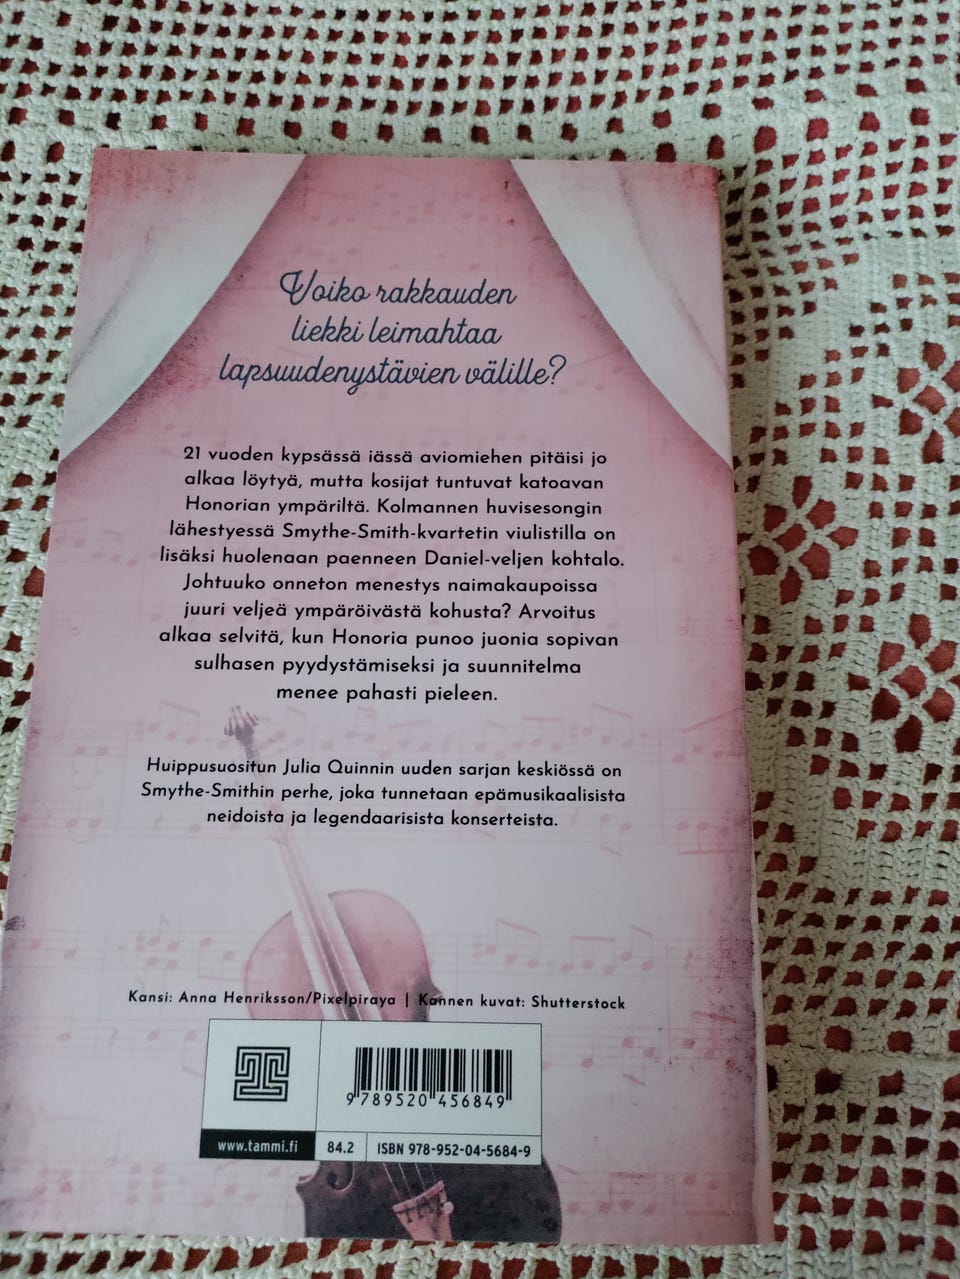 Voiko rakkauden
liekki leimahtaa
lapsuudenystävien välille?
21 vuoden kypsässä iässä aviomiehen pitäisi jo
alkaa löytyä, mutta kosijat tuntuvat katoavan
Honorian ympäriltä. Kolmannen huvisesongin
lähestyessä Smythe-Smith-kvartetin viulistilla on
lisäksi huolenaan paenneen Daniel-veljen kohtalo.
Johtuuko onneton menestys naimakaupoissa
juuri veljeä ympäröivästä kohusta? Arvoitus
alkaa selvitä, kun Honoria punoo juonia sopivan
sulhasen pyydystämiseksi ja suunnitelma
menee pahasti pieleen.
Huippusuositun Julia Quinnin uuden sarjan keskiössä on
Smythe-Smithin perhe, joka tunnetaan epämusikaalisista
neidoista ja legendaarisista konserteista.
Kansi: Anna Henriksson/Pixelpiraya | Kannen kuvat: Shutterstock
9 789520 456849
www.tammi.fi 84.2 ISBN 978-952-04-5684-9